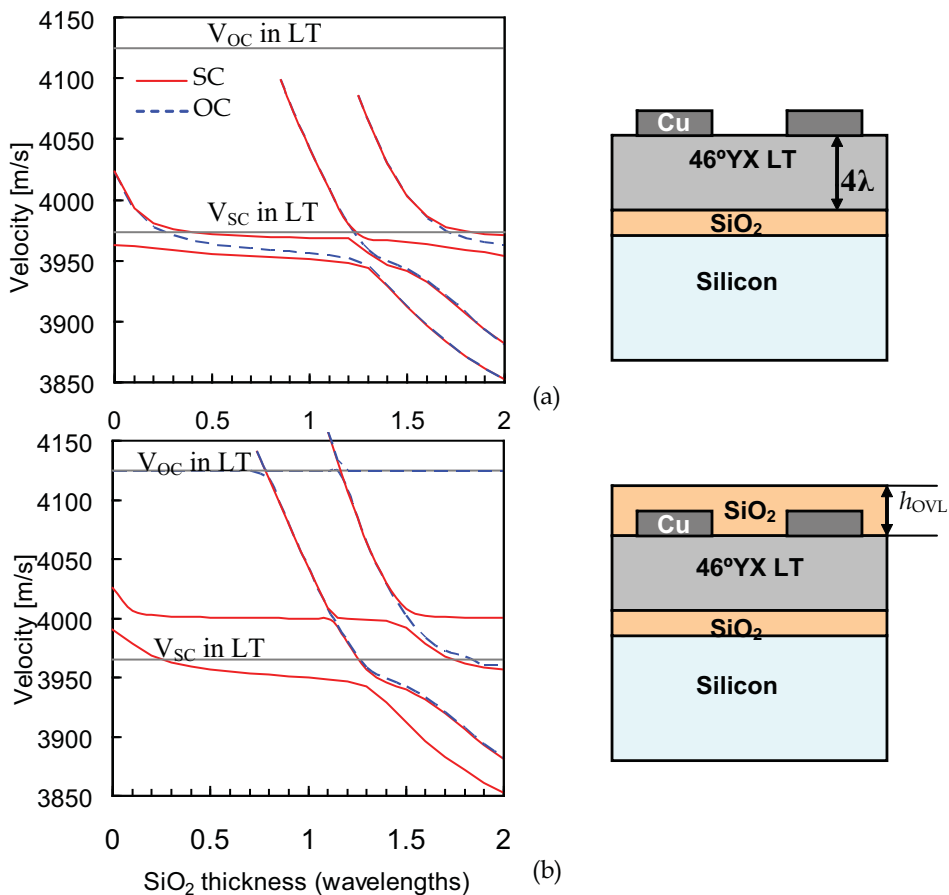 4150
4100
4050
4000
3950
3900
3850
Velocity [m/s]
V_OC in LT
SC
OC
V_SC in LT
0 0.5 1 1.5 2
Cu
46ºYX LT
4λ
SiO₂
Silicon
(a)
4150
4100
4050
4000
3950
3900
3850
Velocity [m/s]
V_OC in LT
V_SC in LT
0 0.5 1 1.5 2
SiO₂ thickness (wavelengths)
SiO₂
h_OVL
Cu
46ºYX LT
SiO₂
Silicon
(b)